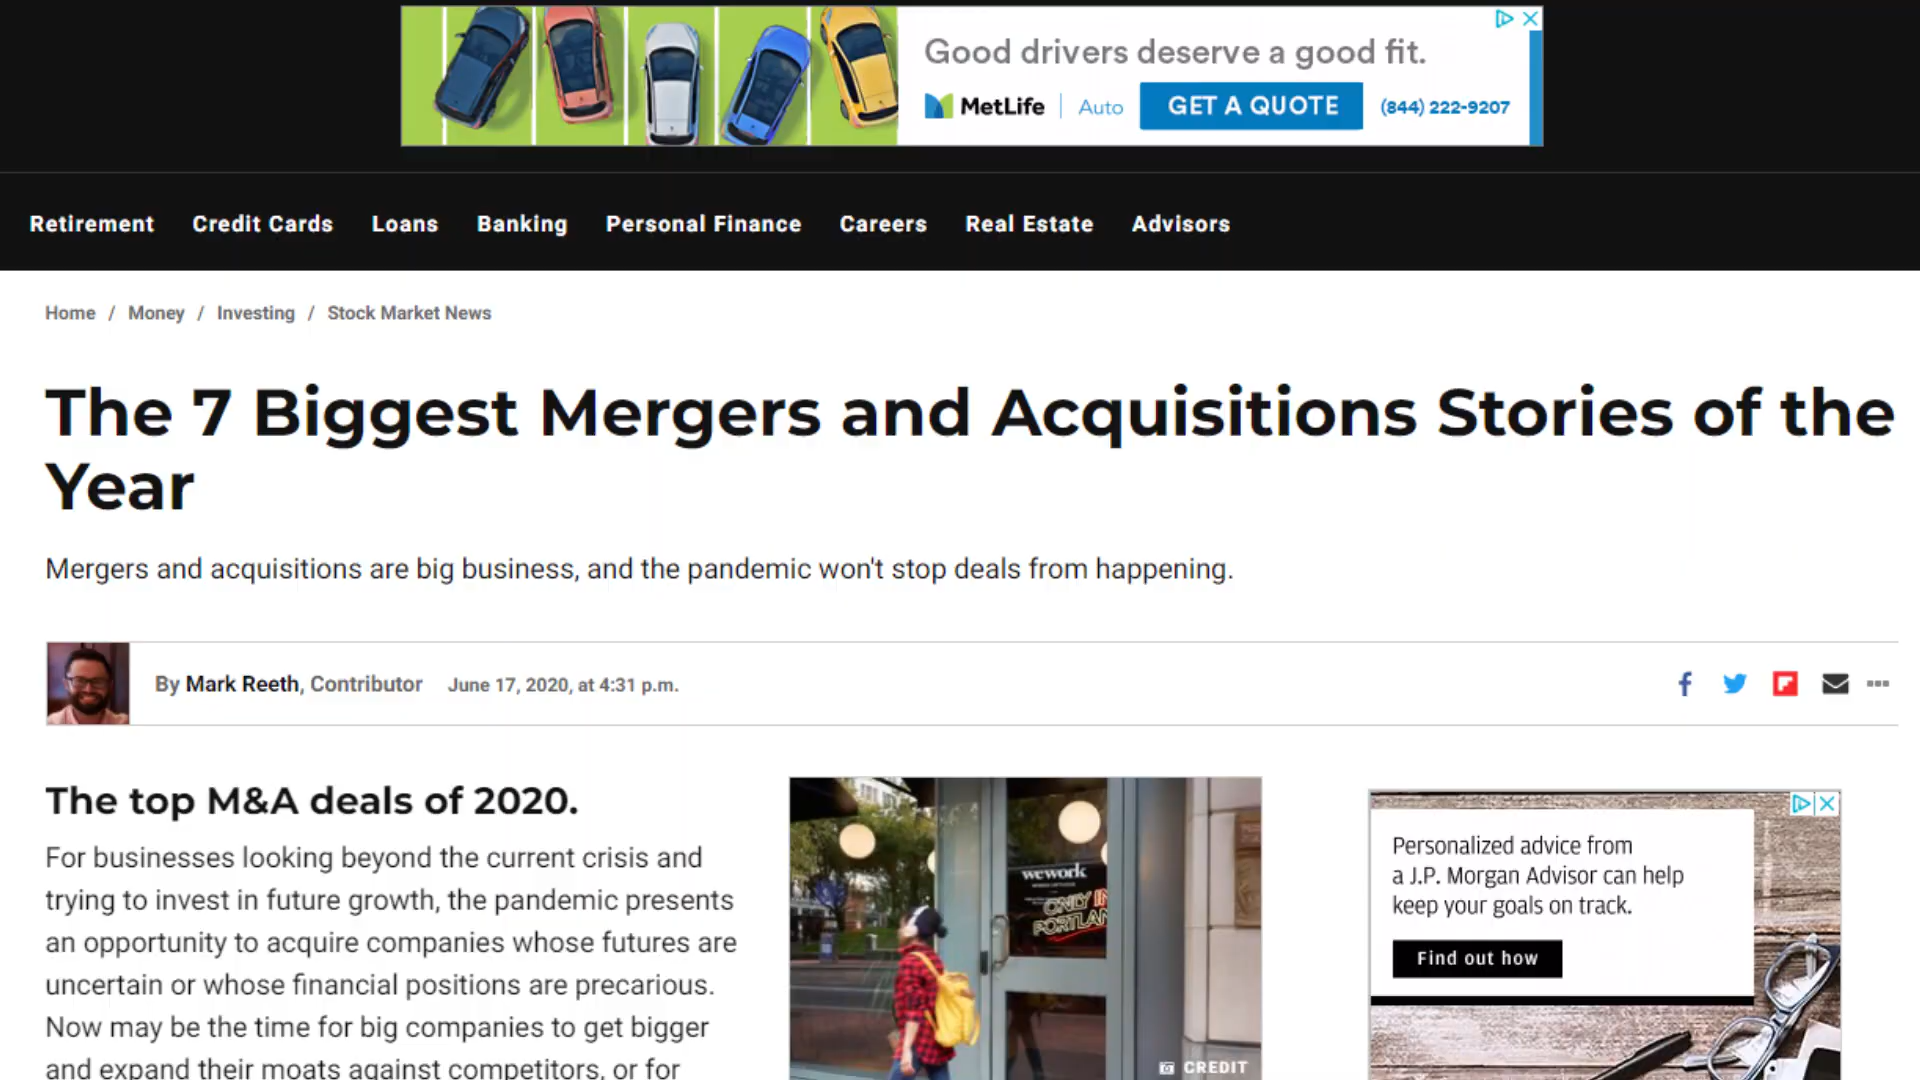 Good drivers deserve a good fit.
MetLife Auto GET A QUOTE (844) 222-9207
Retirement Credit Cards Loans Banking Personal Finance Careers Real Estate Advisors
Home / Money / Investing / Stock Market News
The 7 Biggest Mergers and Acquisitions Stories of the
Year
Mergers and acquisitions are big business, and the pandemic won't stop deals from happening.
By Mark Reeth, Contributor June 17, 2020, at 4:31 p.m.
The top M&A deals of 2020.
For businesses looking beyond the current crisis and
trying to invest in future growth, the pandemic presents
an opportunity to acquire companies whose futures are
uncertain or whose financial positions are precarious.
Now may be the time for big companies to get bigger
and expand their moats against competitors, or for
wework
ONLY IN
PORTLAN
CREDIT
Personalized advice from
a J.P. Morgan Advisor can help
keep your goals on track.
Find out how